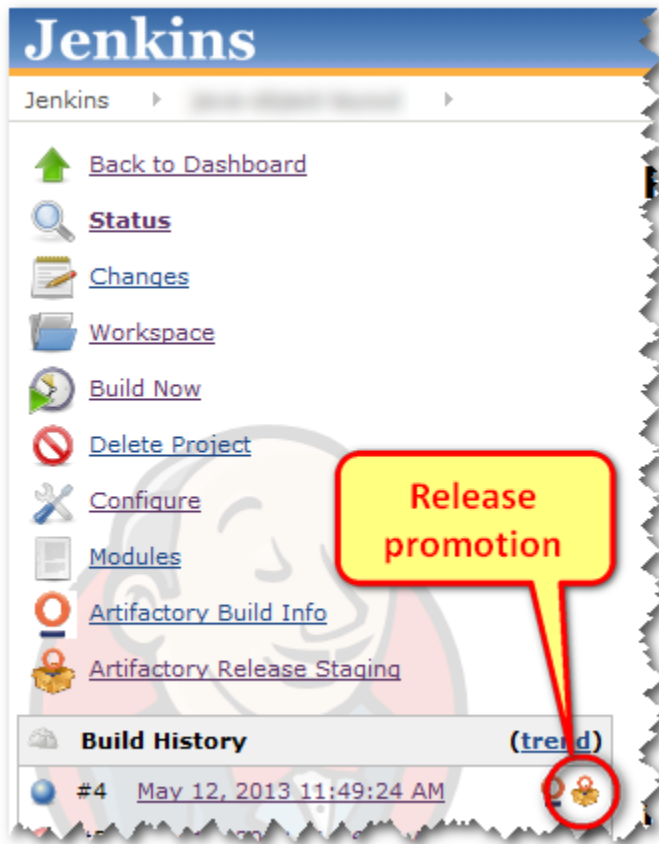 Jenkins
Jenkins
Back to Dashboard
Status
Changes
Workspace
Build Now
Delete Project
Configure
Release
promotion
Modules
Artifactory Build Info
Artifactory Release Staging
Build History (trend)
#4 May 12, 2013 11:49:24 AM